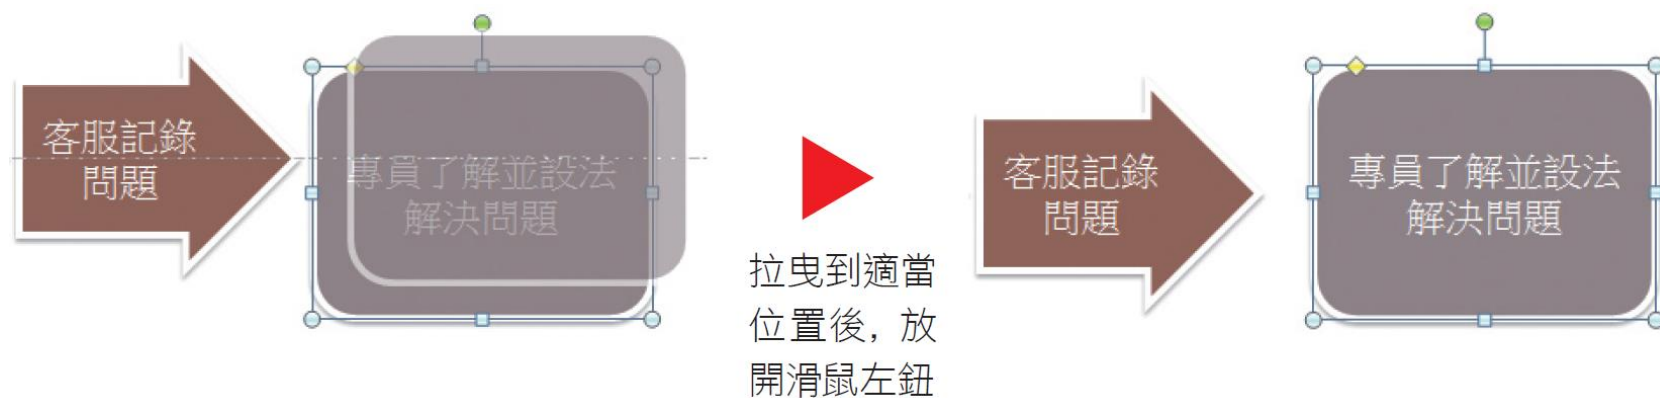 客服記錄
問題
專員了解並設法
解決問題
拉曳到適當
位置後，放
開滑鼠左鈕
客服記錄
問題
專員了解並設法
解決問題